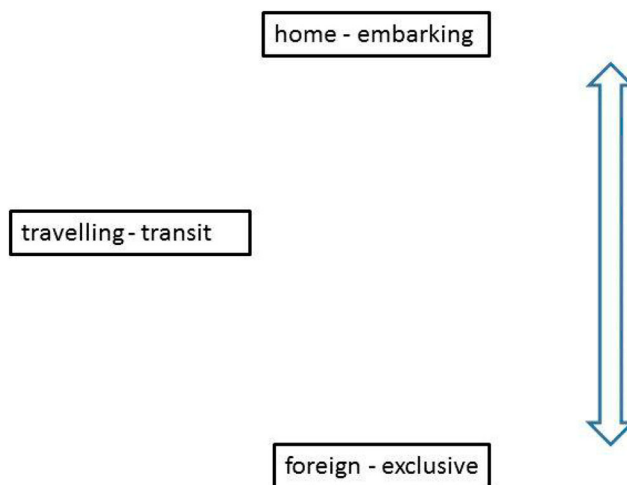 home - embarking
travelling - transit
foreign - exclusive